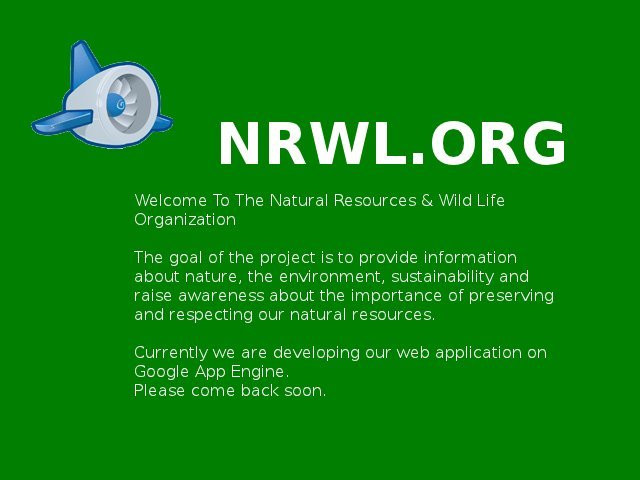 NRWL.ORG
Welcome To The Natural Resources & Wild Life
Organization
The goal of the project is to provide information
about nature, the environment, sustainability and
raise awareness about the importance of preserving
and respecting our natural resources.
Currently we are developing our web application on
Google App Engine.
Please come back soon.